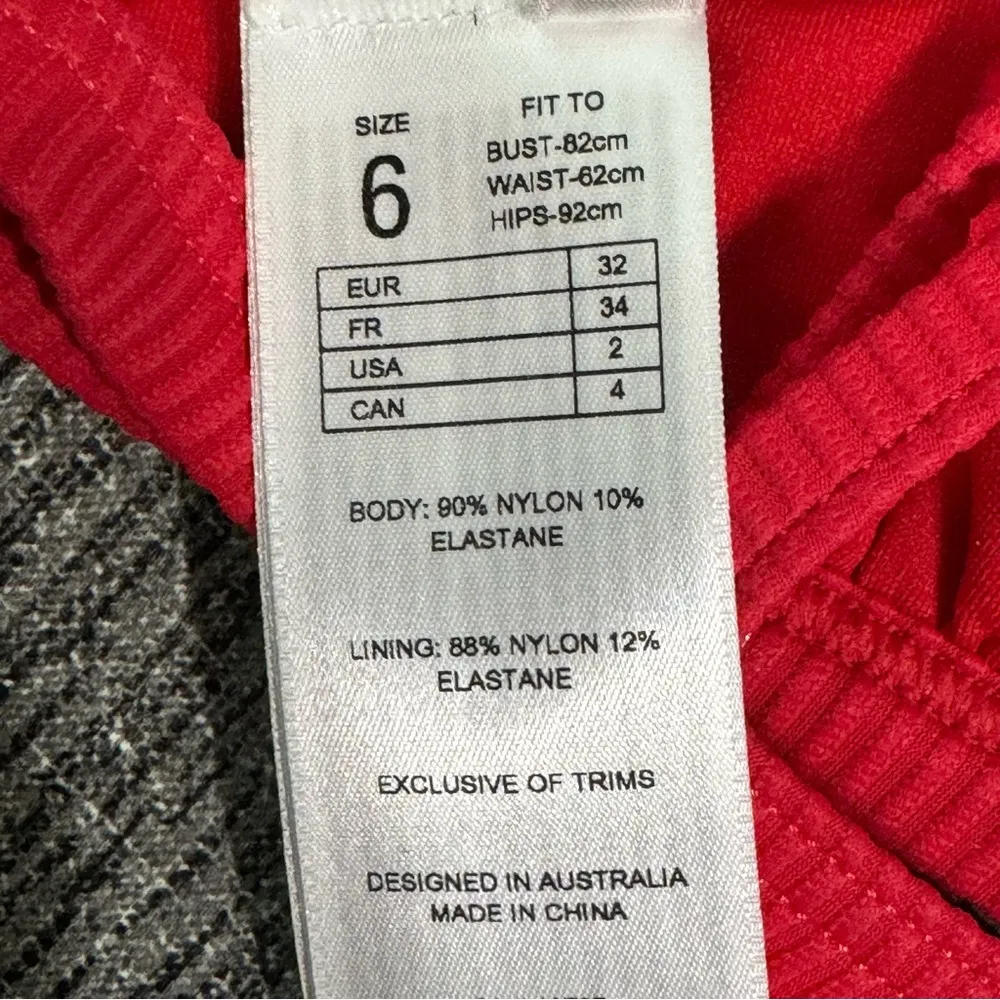 SIZE
6
FIT TO
BUST-82cm
WAIST-62cm
HIPS-92cm
EUR 32
FR 34
USA 2
CAN 4
BODY: 90% NYLON 10%
ELASTANE
LINING: 88% NYLON 12%
ELASTANE
EXCLUSIVE OF TRIMS
DESIGNED IN AUSTRALIA
MADE IN CHINA